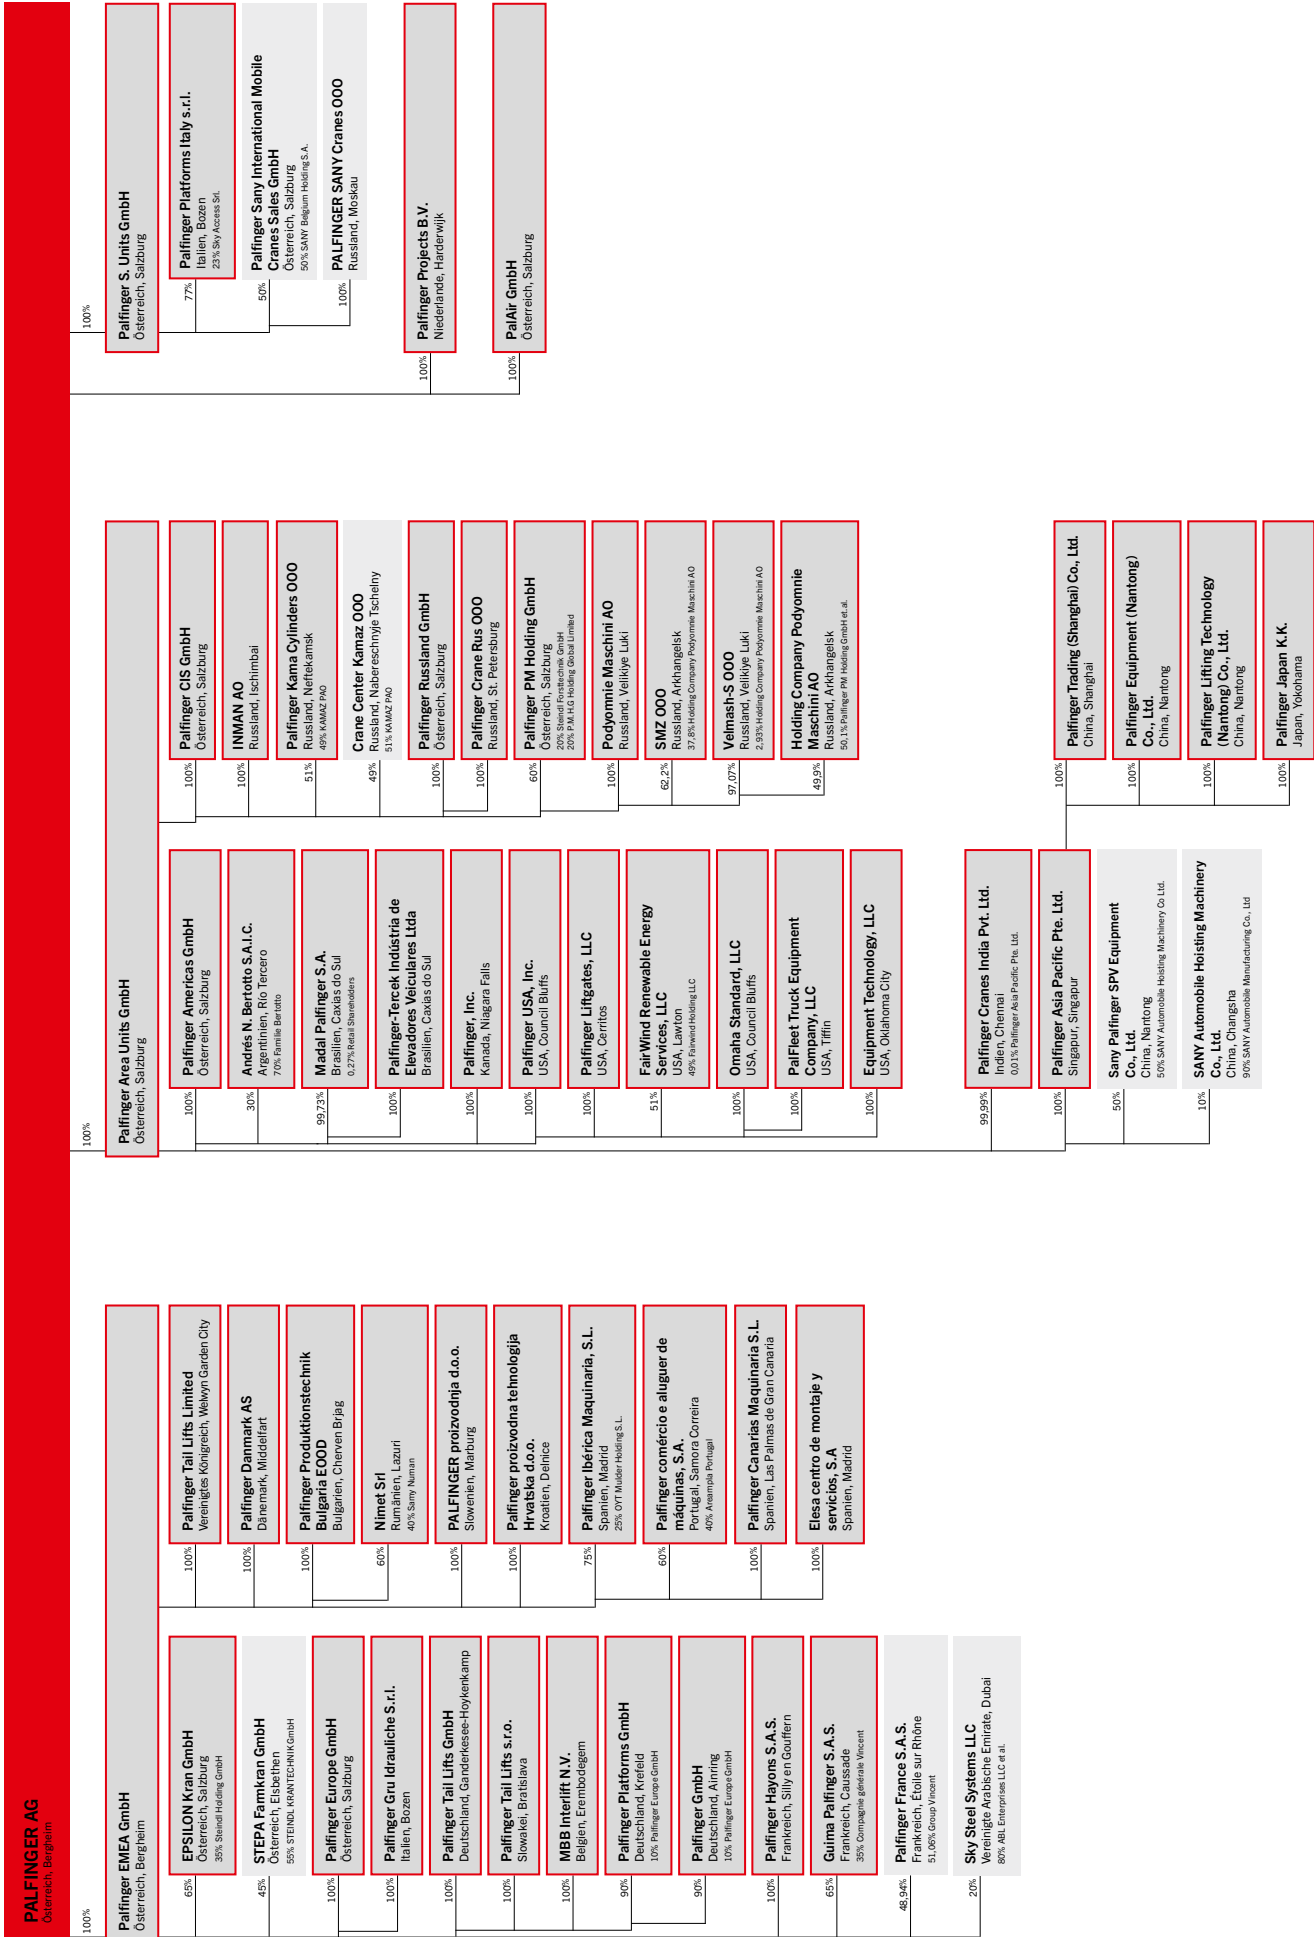 PALFINGER AG
Österreich, Bergheim
100%
Palfinger EMEA GmbH
Österreich, Bergheim
65%
EPSILON Kran GmbH
Österreich, Salzburg
35% Steindl Holding GmbH
45%
STEPA Farmkran GmbH
Österreich, Elsbethen
55% STEINDL KRANTECHNIK GmbH
100%
Palfinger Europe GmbH
Österreich, Salzburg
100%
Palfinger Gru Idrauliche S.r.l.
Italien, Bozen
100%
Palfinger Tail Lifts GmbH
Deutschland, Ganderkesee-Hoykenkamp
100%
Palfinger Tail Lifts s.r.o.
Slowakei, Bratislava
100%
MBB Interlift N.V.
Belgien, Erembodegem
90%
Palfinger Platforms GmbH
Deutschland, Krefeld
10% Palfinger Europe GmbH
90%
Palfinger GmbH
Deutschland, Ainring
10% Palfinger Europe GmbH
100%
Palfinger Hayons S.A.S.
Frankreich, Silly en Gouffern
65%
Guima Palfinger S.A.S.
Frankreich, Caussade
35% Compagnie générale Vincent
48,94%
Palfinger France S.A.S.
Frankreich, Étoile sur Rhône
51,06% Group Vincent
20%
Sky Steel Systems LLC
Vereinigte Arabische Emirate, Dubai
80% ABL Enterprises LLC et al.
100%
Palfinger Tail Lifts Limited
Vereinigtes Königreich, Welwyn Garden City
100%
Palfinger Danmark AS
Dänemark, Middelfart
100%
Palfinger Produktionstechnik
Bulgaria EOOD
Bulgarien, Cherven Brjag
60%
Nimet Srl
Rumänien, Lazuri
40% Samy Numan
100%
PALFINGER proizvodnja d.o.o.
Slowenien, Marburg
100%
Palfinger proizvodna tehnologija
Hrvatska d.o.o.
Kroatien, Delnice
75%
Palfinger Ibérica Maquinaria, S.L.
Spanien, Madrid
25% OYT Mulder Holding S.L.
60%
Palfinger comércio e aluguer de
máquinas, S.A.
Portugal, Samora Correira
40% Areampla Portugal
100%
Palfinger Canarias Maquinaria S.L.
Spanien, Las Palmas de Gran Canaria
100%
Elesa centro de montaje y
servicios, S.A
Spanien, Madrid
100%
Palfinger Area Units GmbH
Österreich, Salzburg
100%
Palfinger Americas GmbH
Österreich, Salzburg
30%
Andrés N. Bertotto S.A.I.C.
Argentinien, Río Tercero
70% Familie Bertotto
99,73%
Madal Palfinger S.A.
Brasilien, Caxias do Sul
0,27% Retail Shareholders
100%
Palfinger-Tercek Indústria de
Elevadores Veiculares Ltda
Brasilien, Caxias do Sul
100%
Palfinger, Inc.
Kanada, Niagara Falls
100%
Palfinger USA, Inc.
USA, Council Bluffs
100%
Palfinger Liftgates, LLC
USA, Cerritos
51%
FairWind Renewable Energy
Services, LLC
USA, Lawton
49% Fairwind Holding LLC
100%
Omaha Standard, LLC
USA, Council Bluffs
100%
PalFleet Truck Equipment
Company, LLC
USA, Tiffin
100%
Equipment Technology, LLC
USA, Oklahoma City
99,99%
Palfinger Cranes India Pvt. Ltd.
Indien, Chennai
0,01% Palfinger Asia Pacific Pte. Ltd.
100%
Palfinger Asia Pacific Pte. Ltd.
Singapur, Singapur
50%
Sany Palfinger SPV Equipment
Co., Ltd.
China, Nantong
50% SANY Automobile Hoisting Machinery Co Ltd.
10%
SANY Automobile Hoisting Machinery
Co., Ltd.
China, Changsha
90% SANY Automobile Manufacturing Co., Ltd
100%
Palfinger CIS GmbH
Österreich, Salzburg
100%
INMAN AO
Russland, Ischimbai
51%
Palfinger Kama Cylinders OOO
Russland, Neftekamsk
49% KAMAZ PAO
49%
Crane Center Kamaz OOO
Russland, Nabereschnyje Tschelny
51% KAMAZ PAO
100%
Palfinger Russland GmbH
Österreich, Salzburg
100%
Palfinger Crane Rus OOO
Russland, St. Petersburg
60%
Palfinger PM Holding GmbH
Österreich, Salzburg
20% Steindl Forsttechnik GmbH
20% P.M.H.G Holding Global Limited
100%
Podyomnie Maschini AO
Russland, Velikiye Luki
62,2%
SMZ OOO
Russland, Arkhangelsk
37,8% Holding Company Podyomnie Maschini AO
97,07%
Velmash-S OOO
Russland, Velikiye Luki
2,93% Holding Company Podyomnie Maschini AO
49,9%
Holding Company Podyomnie
Maschini AO
Russland, Arkhangelsk
50,1% Palfinger PM Holding GmbH et. al.
100%
Palfinger Trading (Shanghai) Co., Ltd.
China, Shanghai
100%
Palfinger Equipment (Nantong)
Co., Ltd.
China, Nantong
100%
Palfinger Lifting Technology
(Nantong) Co., Ltd.
China, Nantong
100%
Palfinger Japan K.K.
Japan, Yokohama
100%
Palfinger S. Units GmbH
Österreich, Salzburg
77%
Palfinger Platforms Italy s.r.l.
Italien, Bozen
23% Sky Access Srl.
50%
Palfinger Sany International Mobile
Cranes Sales GmbH
Österreich, Salzburg
50% SANY Belgium Holding S.A.
100%
PALFINGER SANY Cranes OOO
Russland, Moskau
100%
Palfinger Projects B.V.
Niederlande, Harderwijk
100%
PalAir GmbH
Österreich, Salzburg